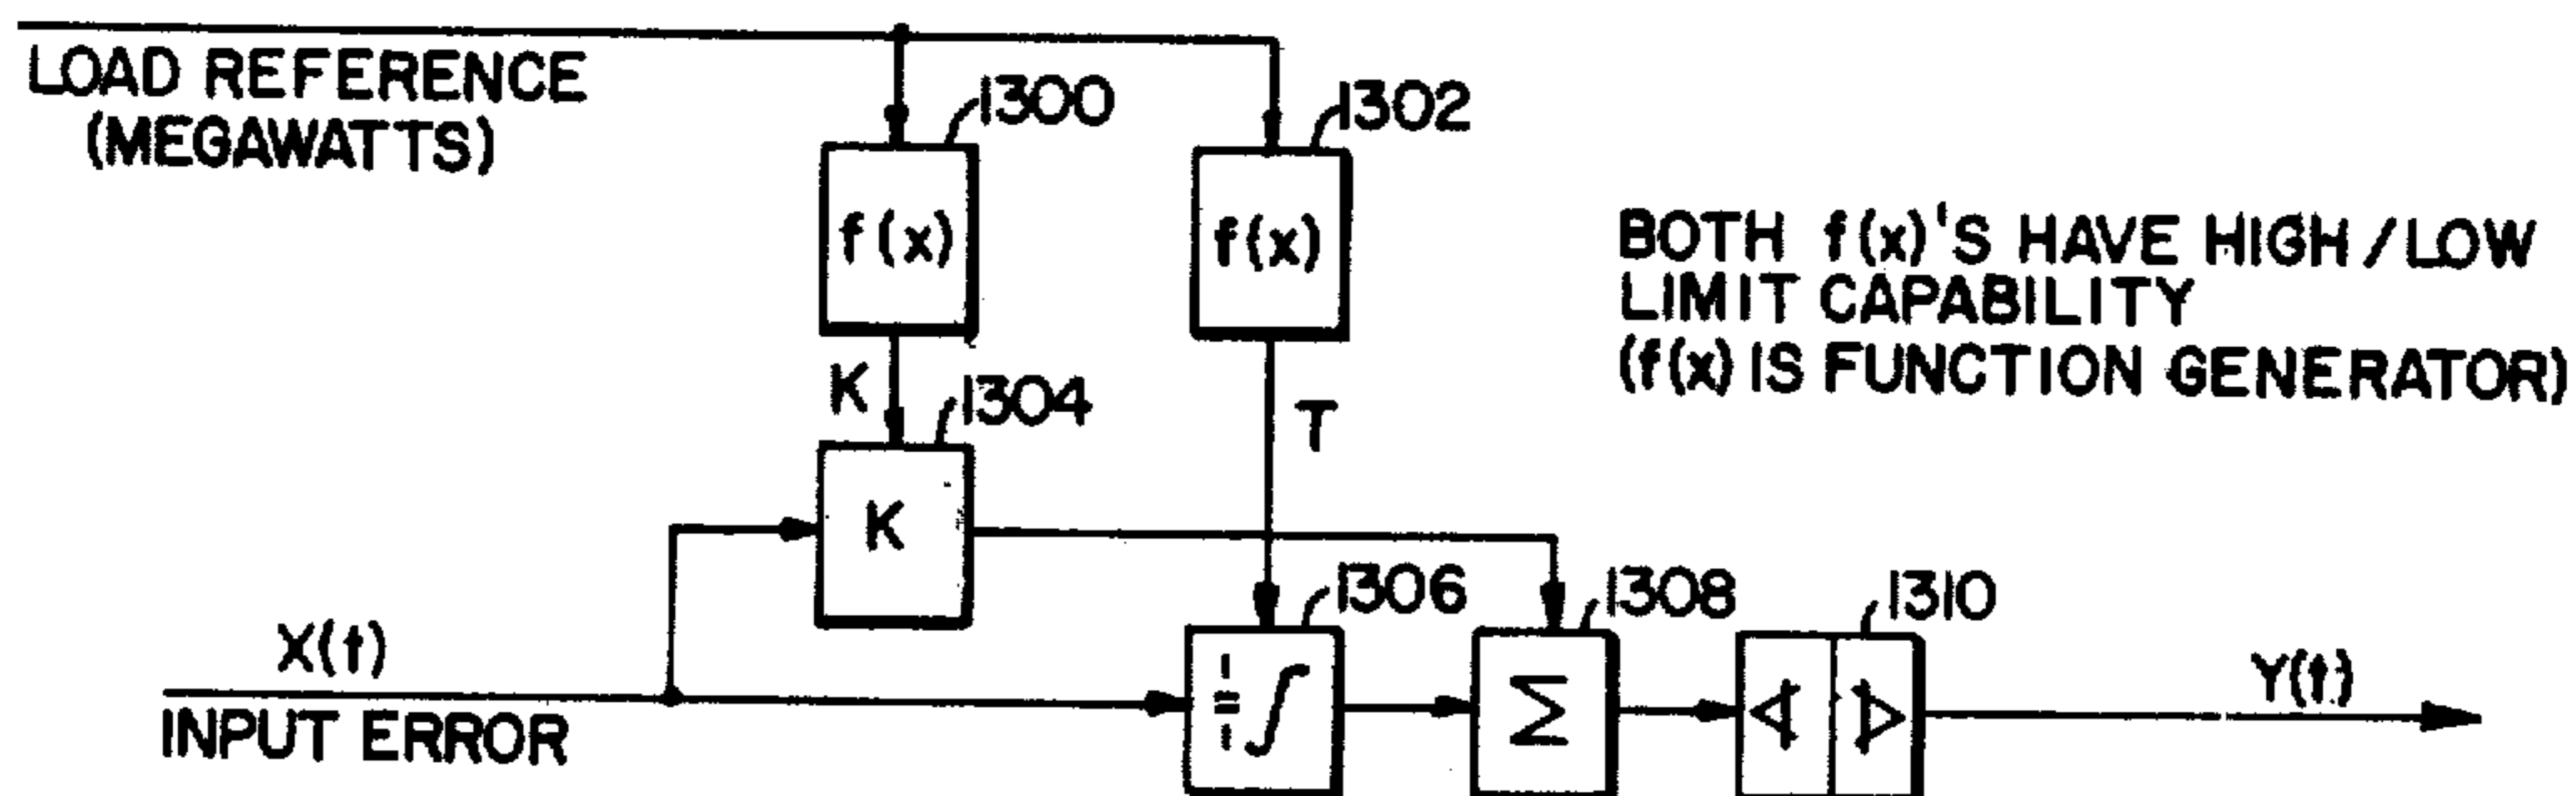 LOAD REFERENCE
(MEGAWATTS)
1300
1302
f(x)
f(x)
BOTH f(x)'S HAVE HIGH/LOW
LIMIT CAPABILITY
(f(x) IS FUNCTION GENERATOR)
K
1304
T
K
1306
1308
1310
X(t)
INPUT ERROR
∫
Σ
Y(t)